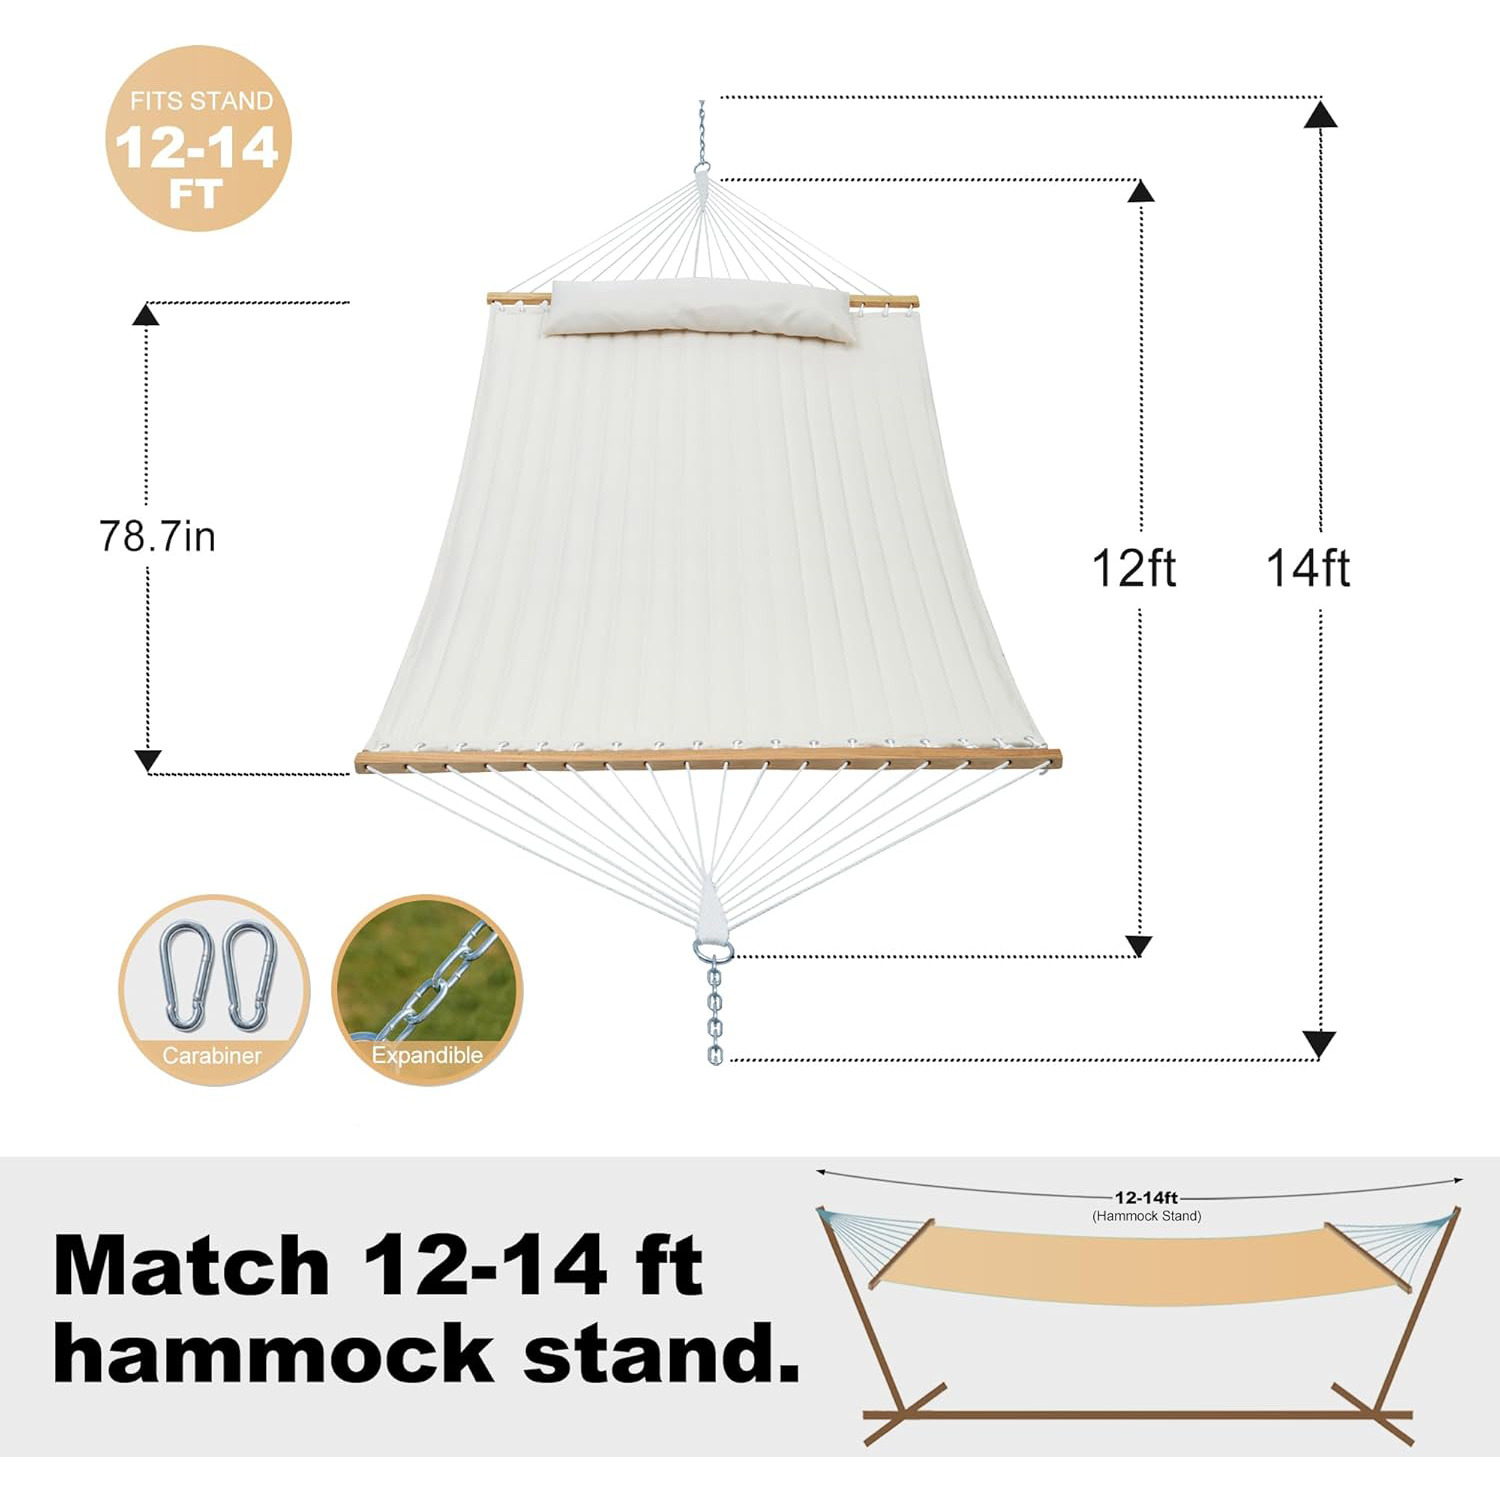 FITS STAND
12-14
FT
78.7in
12ft
14ft
Carabiner
Expandible
Match 12-14 ft
hammock stand.
12-14ft
(Hammock Stand)